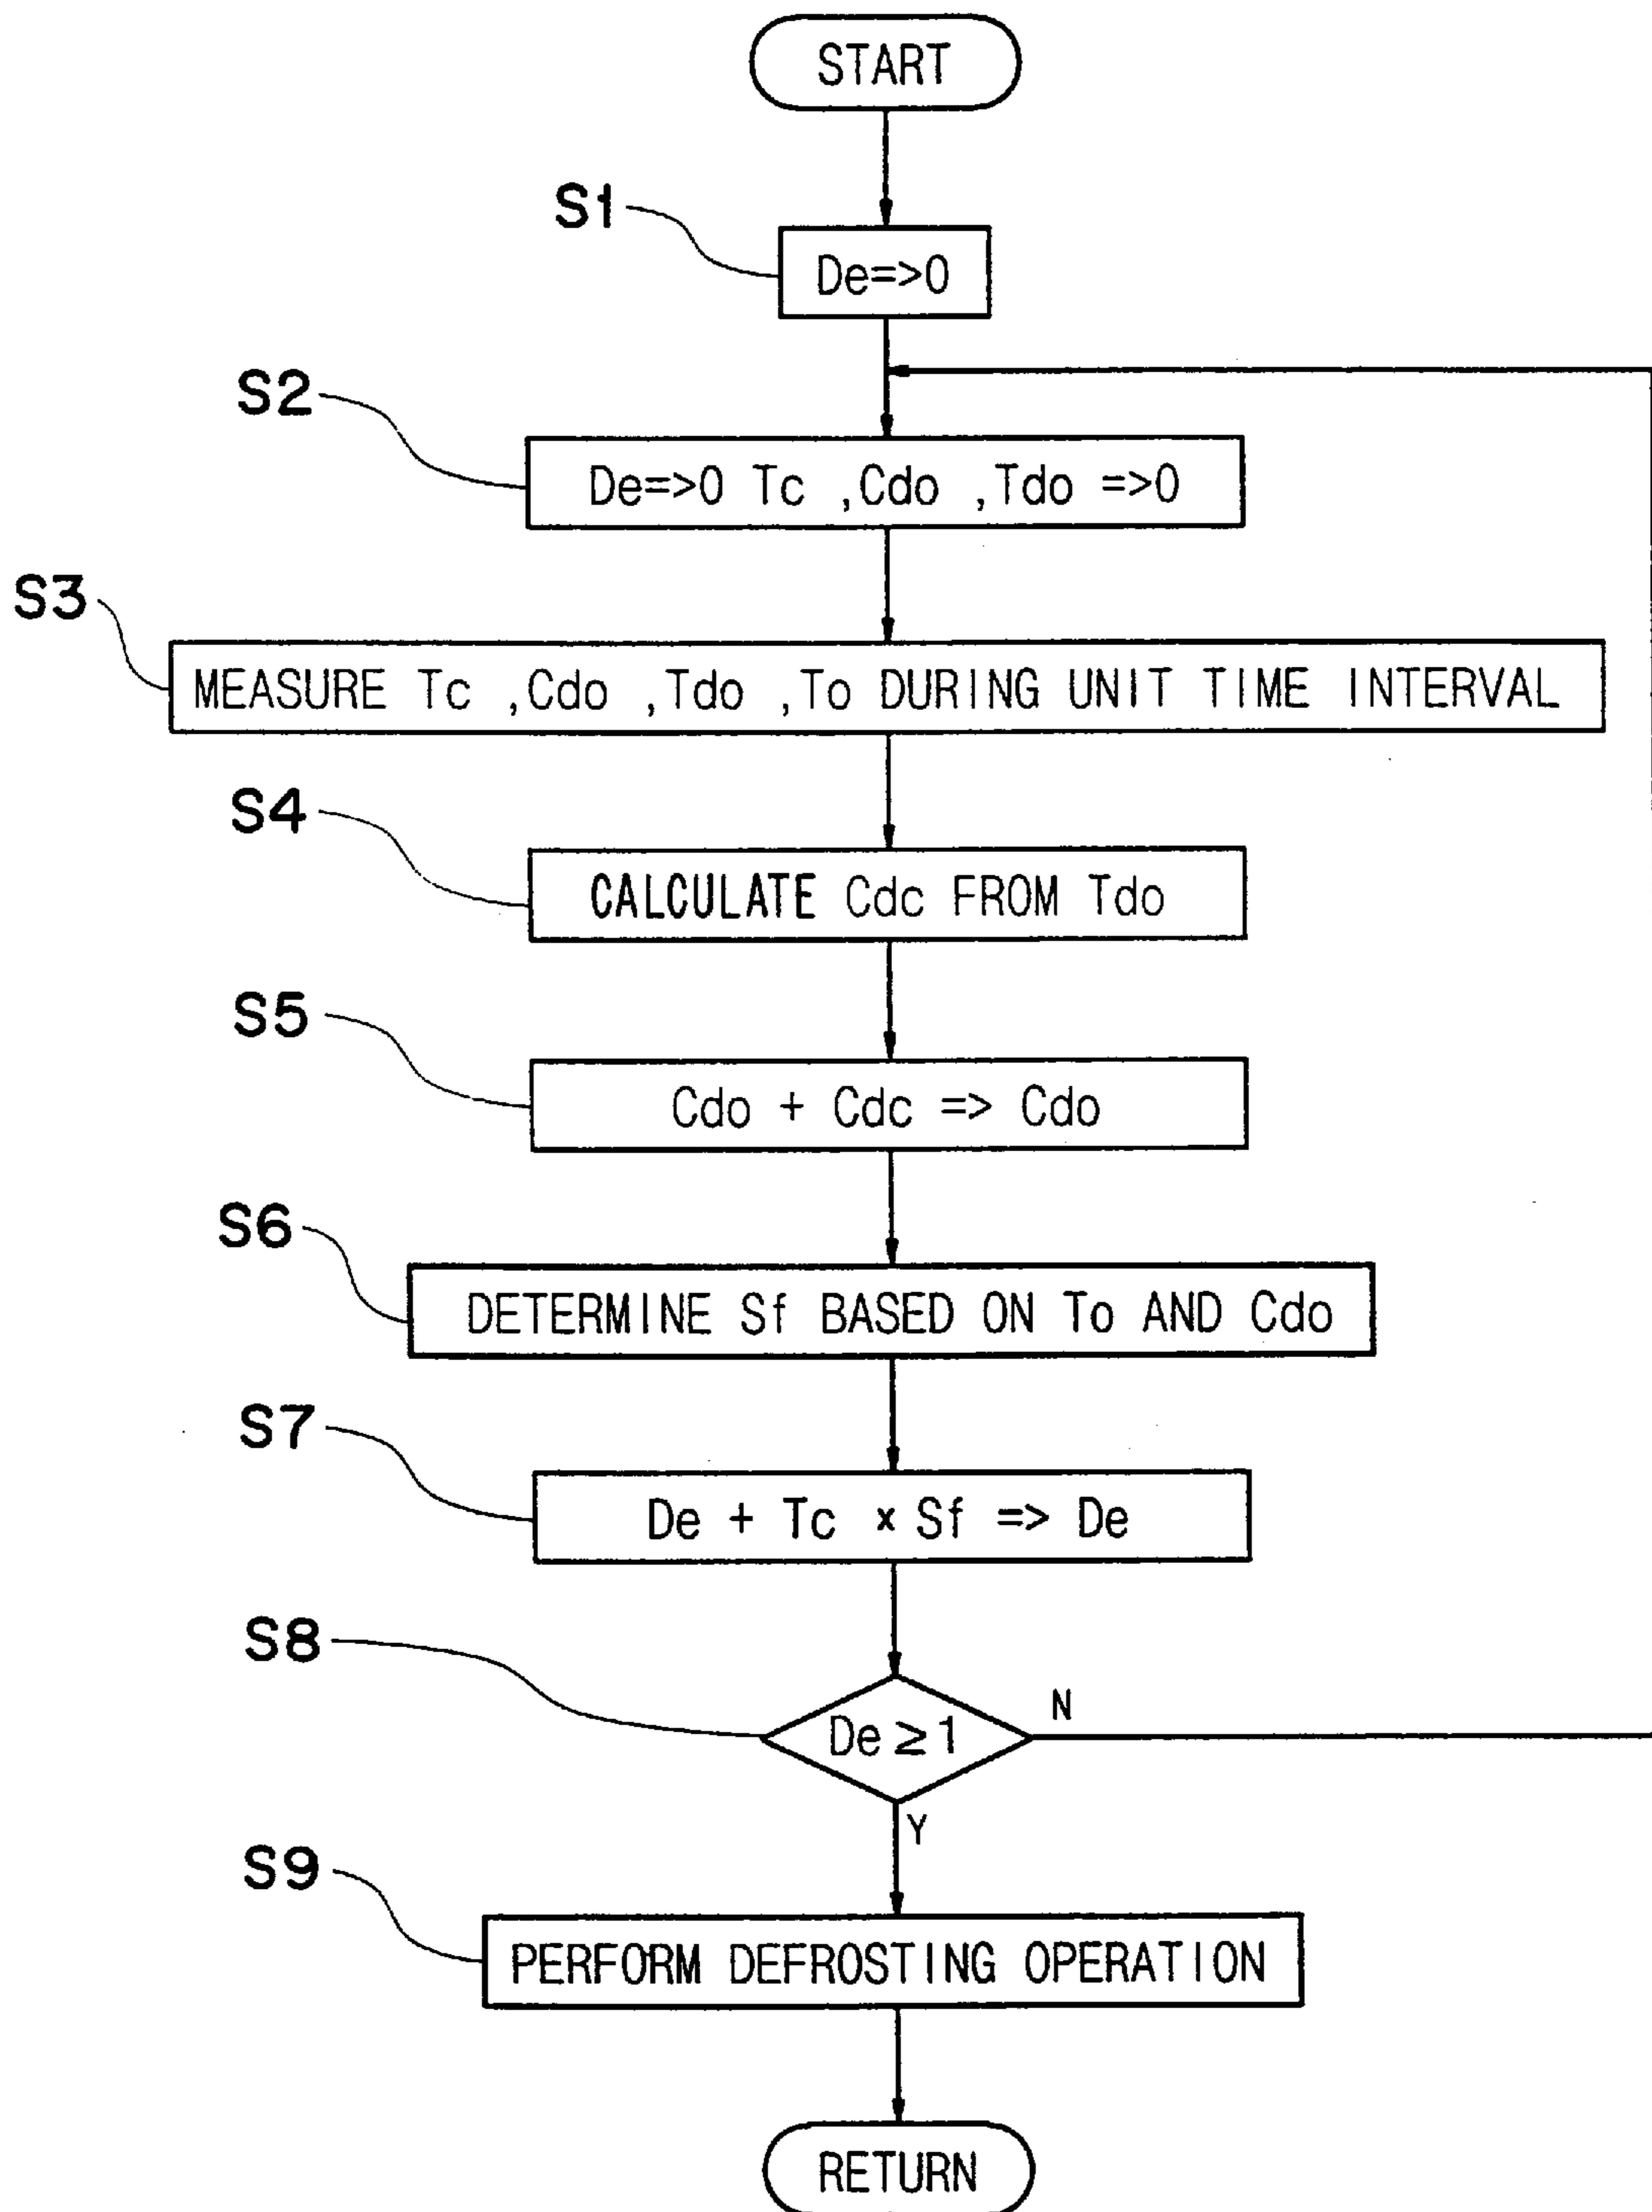 START
S1
De=>0
S2
De=>0 Tc ,Cdo ,Tdo =>0
S3
MEASURE Tc ,Cdo ,Tdo ,To DURING UNIT TIME INTERVAL
S4
CALCULATE Cdc FROM Tdo
S5
Cdo + Cdc => Cdo
S6
DETERMINE Sf BASED ON To AND Cdo
S7
De + Tc × Sf => De
S8
De ≥ 1
N
Y
S9
PERFORM DEFROSTING OPERATION
RETURN